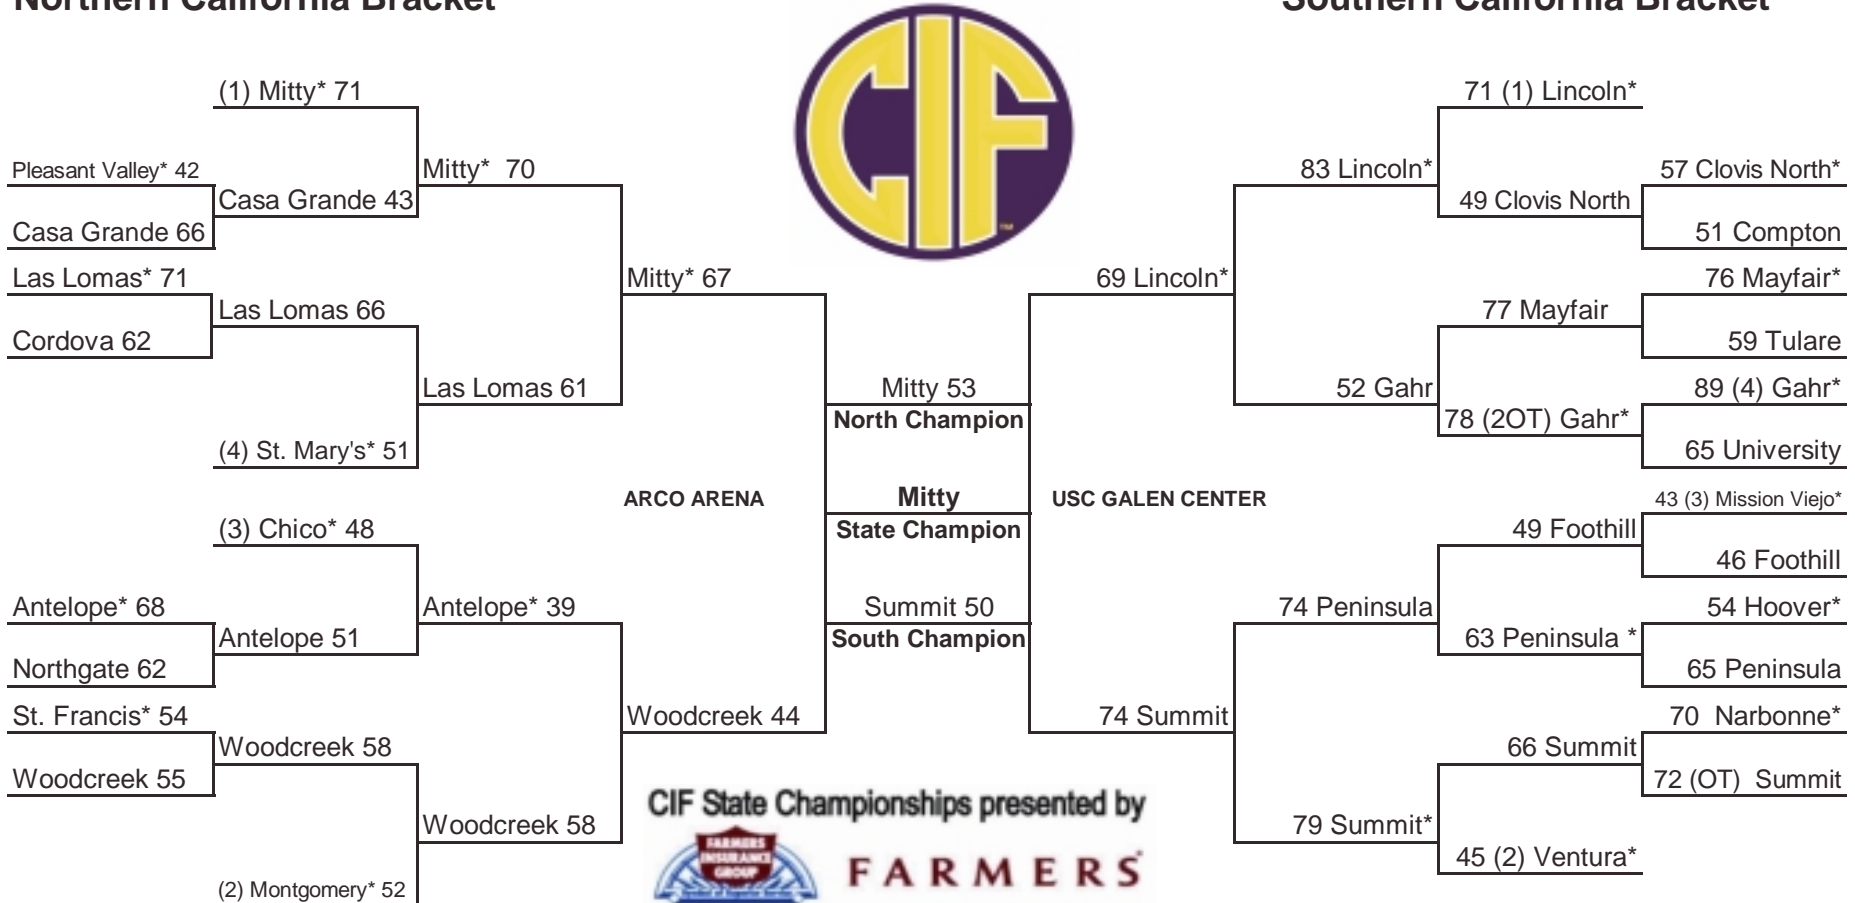 Northern California Bracket
Southern California Bracket
CIF
TM
(1) Mitty* 71
Pleasant Valley* 42
Casa Grande 43
Casa Grande 66
Mitty* 70
Las Lomas* 71
Las Lomas 66
Cordova 62
Las Lomas 61
(4) St. Mary's* 51
Mitty* 67
(3) Chico* 48
Antelope* 68
Antelope 51
Northgate 62
Antelope* 39
St. Francis* 54
Woodcreek 58
Woodcreek 55
Woodcreek 58
(2) Montgomery* 52
Woodcreek 44
ARCO ARENA
Mitty 53
North Champion
Mitty
State Champion
Summit 50
South Champion
USC GALEN CENTER
69 Lincoln*
74 Summit
83 Lincoln*
52 Gahr
74 Peninsula
79 Summit*
71 (1) Lincoln*
49 Clovis North
77 Mayfair
78 (2OT) Gahr*
49 Foothill
63 Peninsula *
66 Summit
45 (2) Ventura*
57 Clovis North*
51 Compton
76 Mayfair*
59 Tulare
89 (4) Gahr*
65 University
43 (3) Mission Viejo*
46 Foothill
54 Hoover*
65 Peninsula
70 Narbonne*
72 (OT) Summit
CIF State Championships presented by
FARMERS
INSURANCE
GROUP
FARMERS